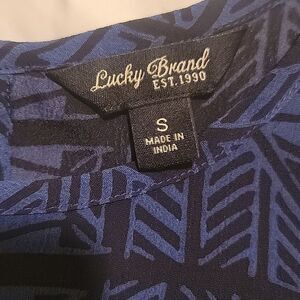 Lucky Brand
EST. 1990
S
MADE IN
INDIA